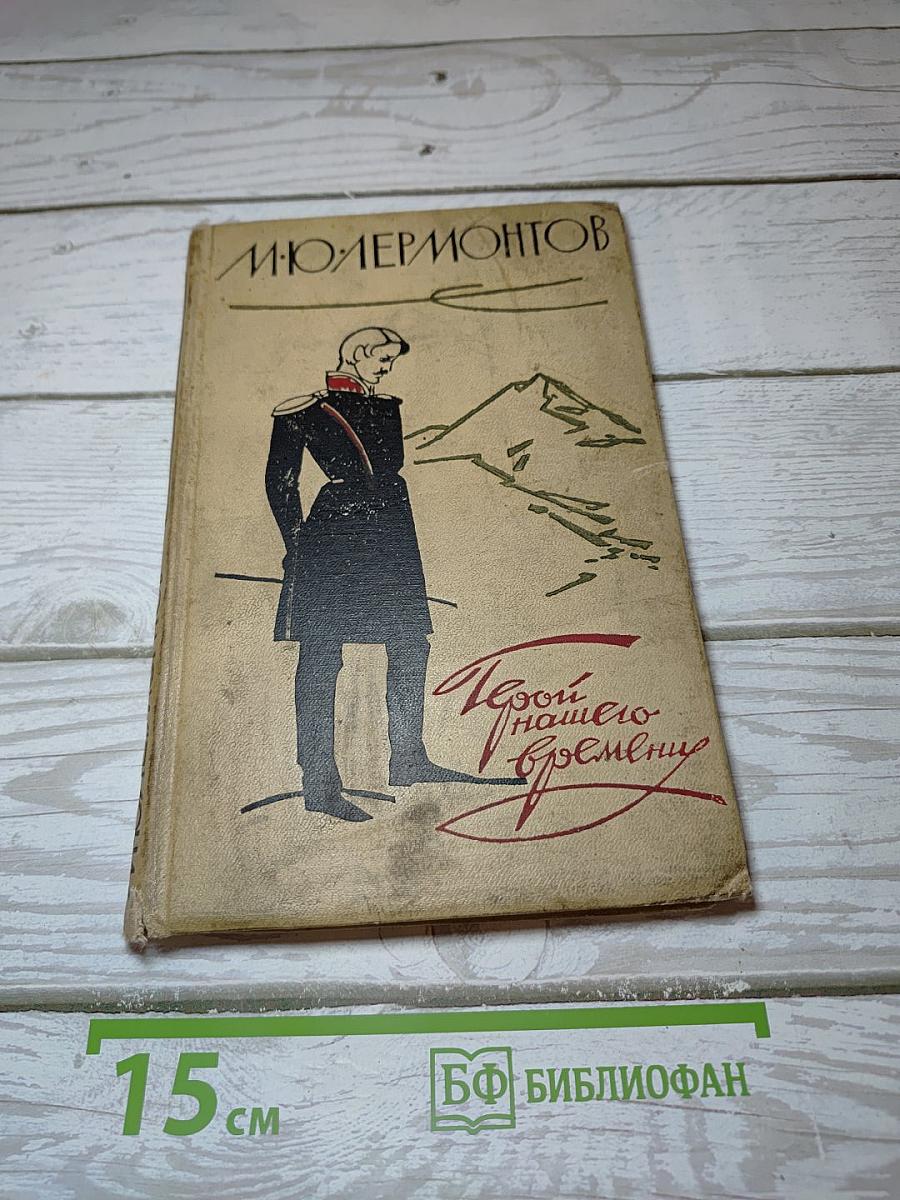 М·Ю·ЛЕРМОНТОВ
Герой
нашего
времени
15 см
БФ БИБЛИОФАН